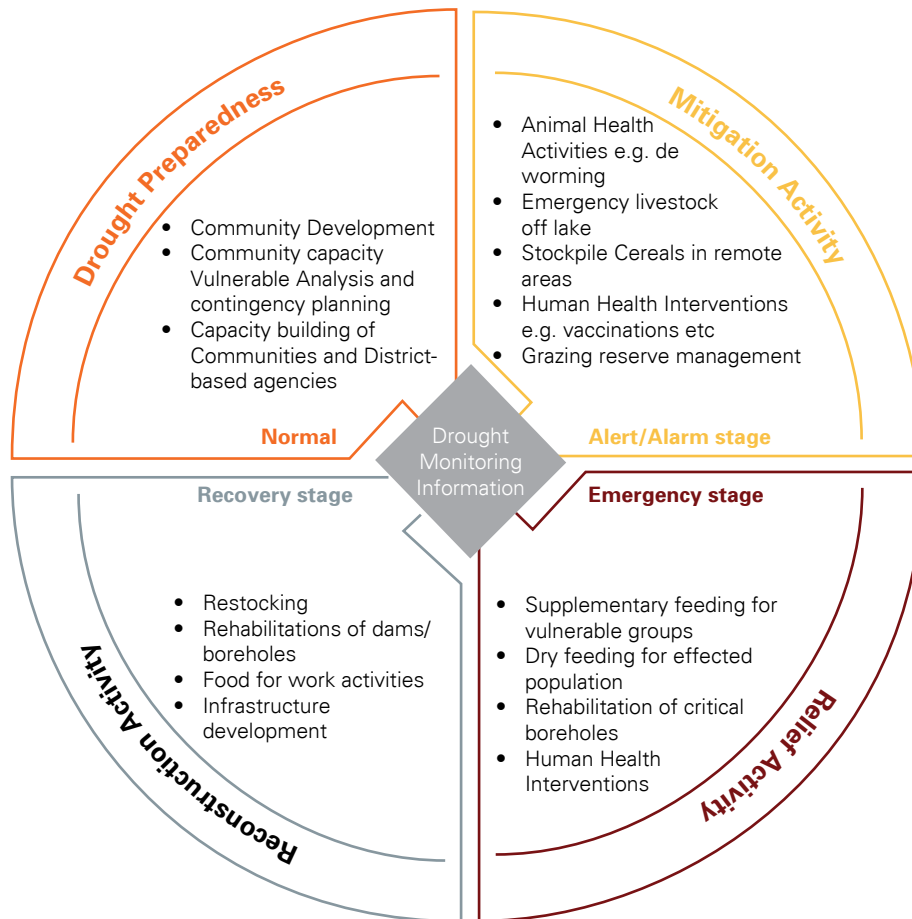 Drought Preparedness
• Community Development
• Community capacity
Vulnerable Analysis and
contingency planning
• Capacity building of
Communities and District-
based agencies
Normal
Mitigation Activity
• Animal Health
Activities e.g. de
worming
• Emergency livestock
off lake
• Stockpile Cereals in remote
areas
• Human Health Interventions
e.g. vaccinations etc
• Grazing reserve management
Alert/Alarm stage
Drought
Monitoring
Information
Recovery stage
• Restocking
• Rehabilitations of dams/
boreholes
• Food for work activities
• Infrastructure
development
Reconstruction Activity
Emergency stage
• Supplementary feeding for
vulnerable groups
• Dry feeding for effected
population
• Rehabilitation of critical
boreholes
• Human Health
Interventions
Relief Activity